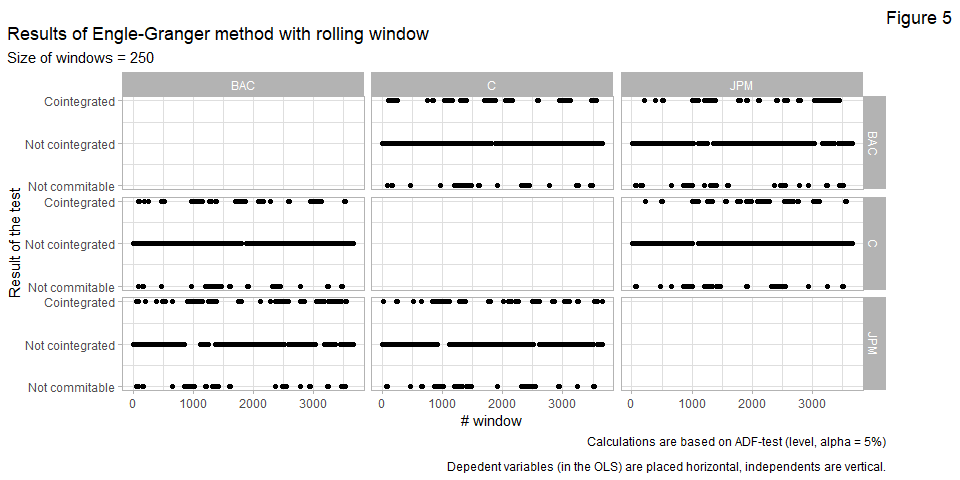 Figure 5
Results of Engle-Granger method with rolling window
Size of windows = 250
BAC C JPM
Cointegrated
Not cointegrated
Not commitable
BAC
Cointegrated
Not cointegrated
Not commitable
C
Cointegrated
Not cointegrated
Not commitable
JPM
Result of the test
0 1000 2000 3000 0 1000 2000 3000 0 1000 2000 3000
# window
Calculations are based on ADF-test (level, alpha = 5%)
Depedent variables (in the OLS) are placed horizontal, independents are vertical.